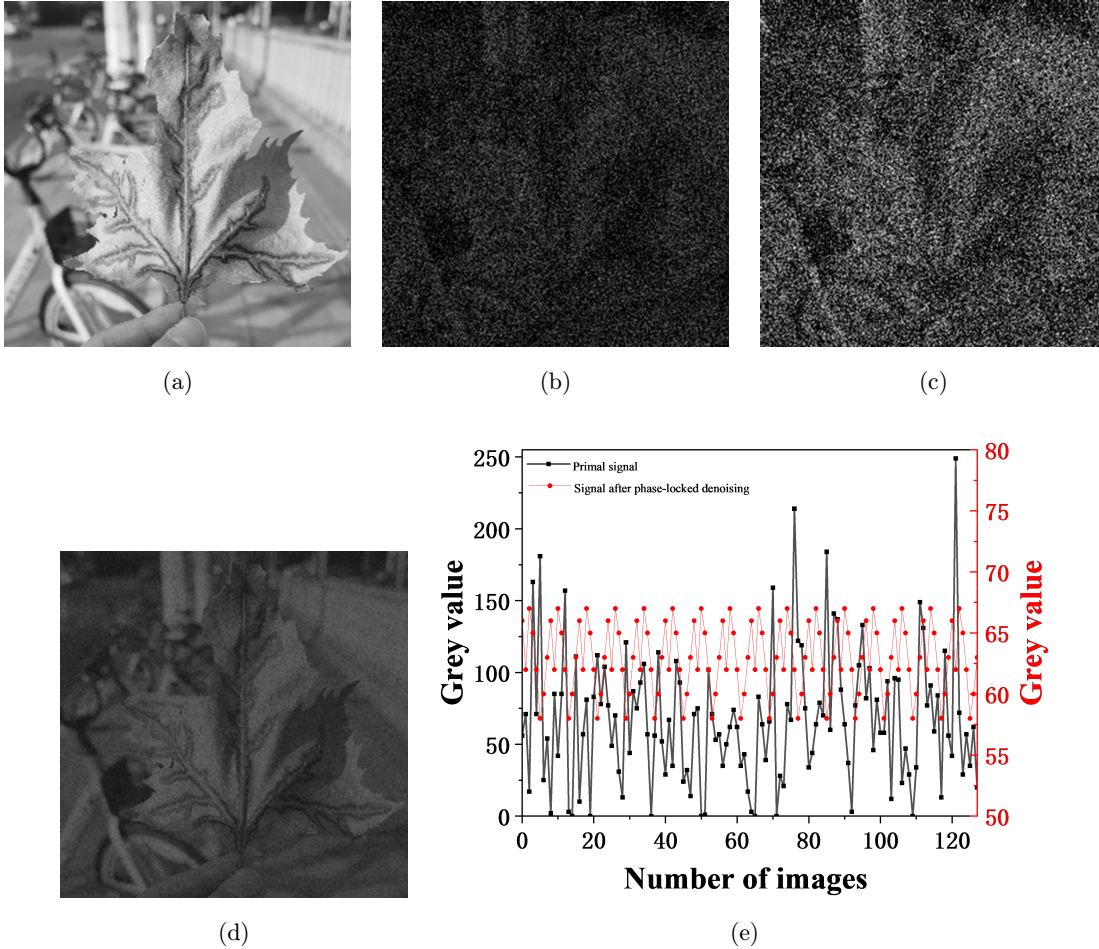 (a)
(b)
(c)
(d)
250
200
150
100
50
0
Grey value
Primal signal
Signal after phase-locked denoising
80
75
70
65
60
55
50
Grey value
0 20 40 60 80 100 120
Number of images
(e)